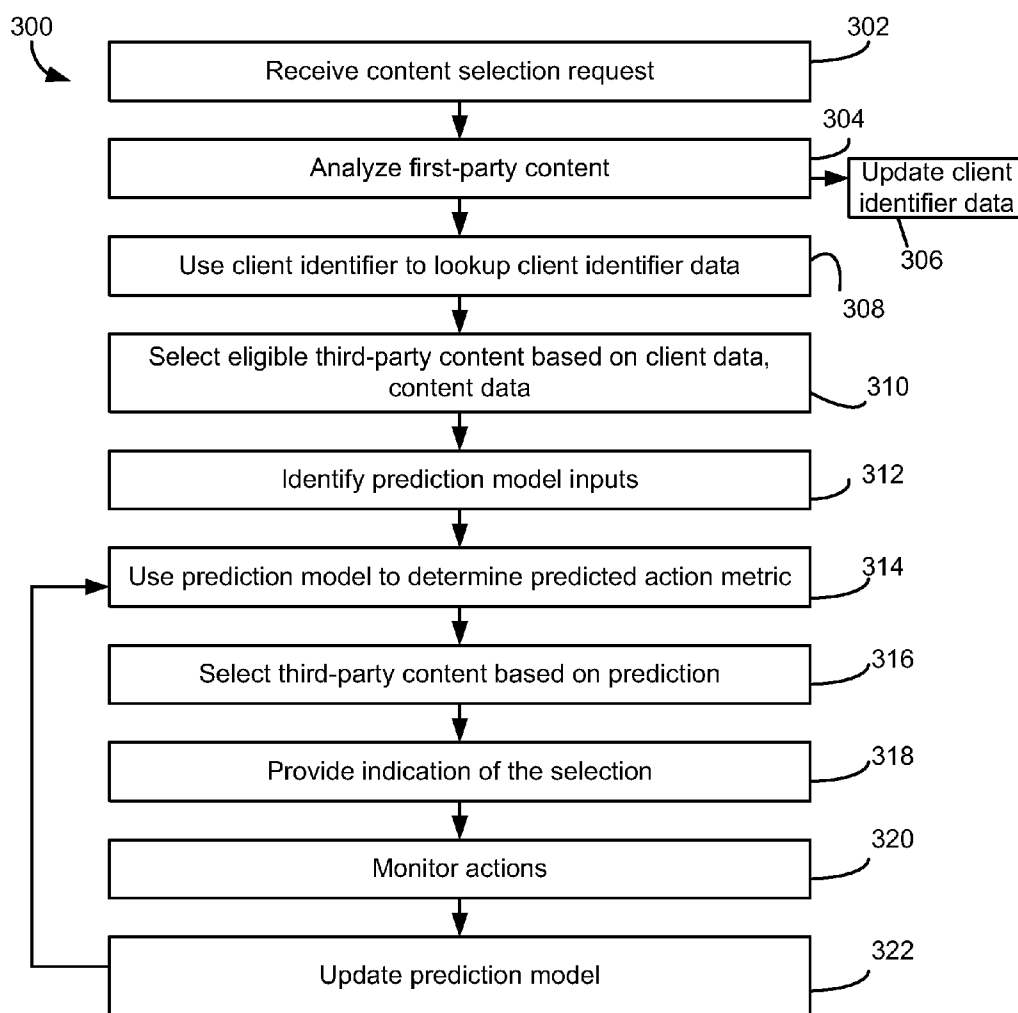 300
302
Receive content selection request
304
Analyze first-party content
Update client
identifier data
306
Use client identifier to lookup client identifier data
308
Select eligible third-party content based on client data,
content data
310
Identify prediction model inputs
312
Use prediction model to determine predicted action metric
314
Select third-party content based on prediction
316
Provide indication of the selection
318
Monitor actions
320
Update prediction model
322